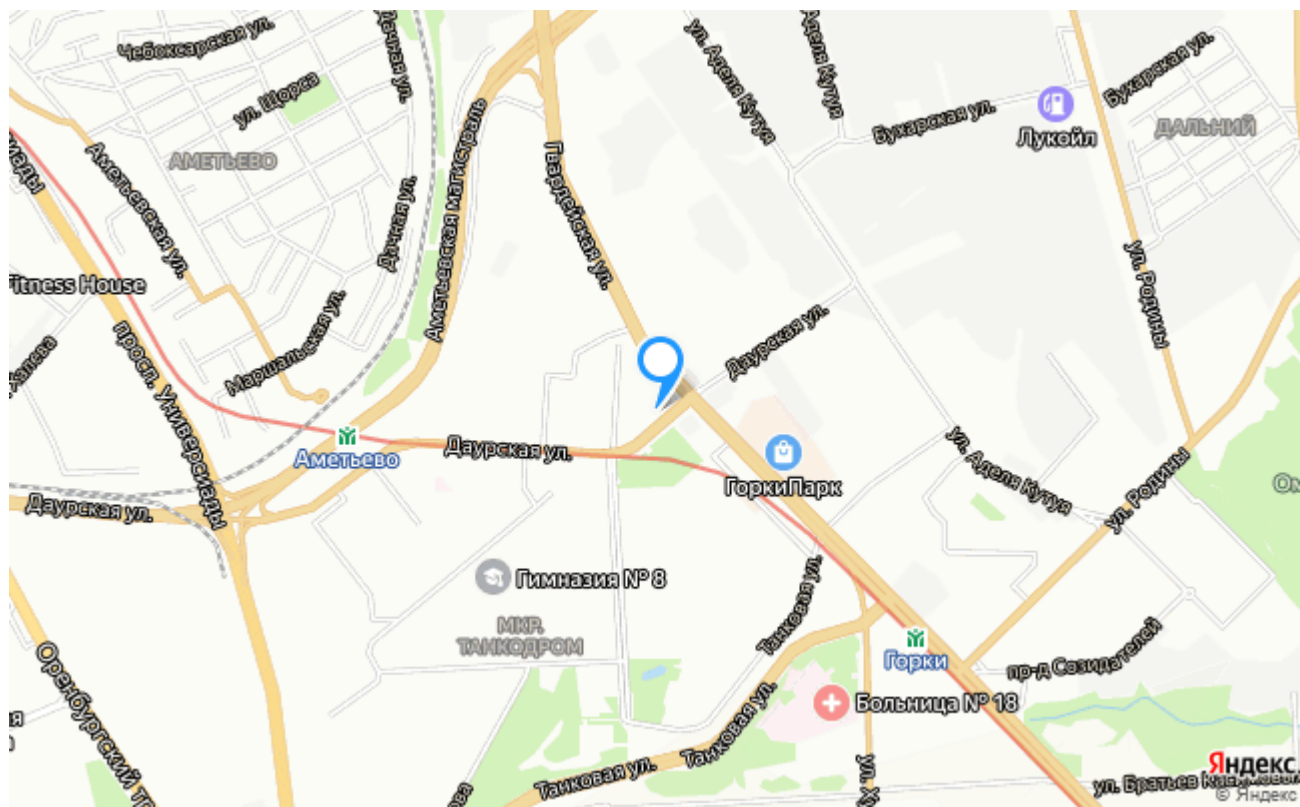 Чебоксарская ул.
Дачная ул.
ул. Щорса
АМЕТЬЕВО
Аметьевская ул.
Дачная ул.
Аметьевская магистраль
Гвардейская ул.
ул. Аделя Кутуя
Аделя Кутуя
Бухарская ул.
Бухарская ул.
Лукойл
ДАЛЬНИЙ
ул. Родины
Fitness House
Маршальская ул.
просп. Универсиады
Даурская ул.
Аметьево
Даурская ул.
Даурская ул.
ГоркиПарк
ул. Аделя Кутуя
ул. Родины
Гимназия № 8
МКР.
ТАНКОДРОМ
Танковая ул.
Горки
пр-д Созидателей
Больница № 18
Танковая ул.
Танковая ул.
Оренбургский
ул. Братьев
Яндекс
© Яндекс